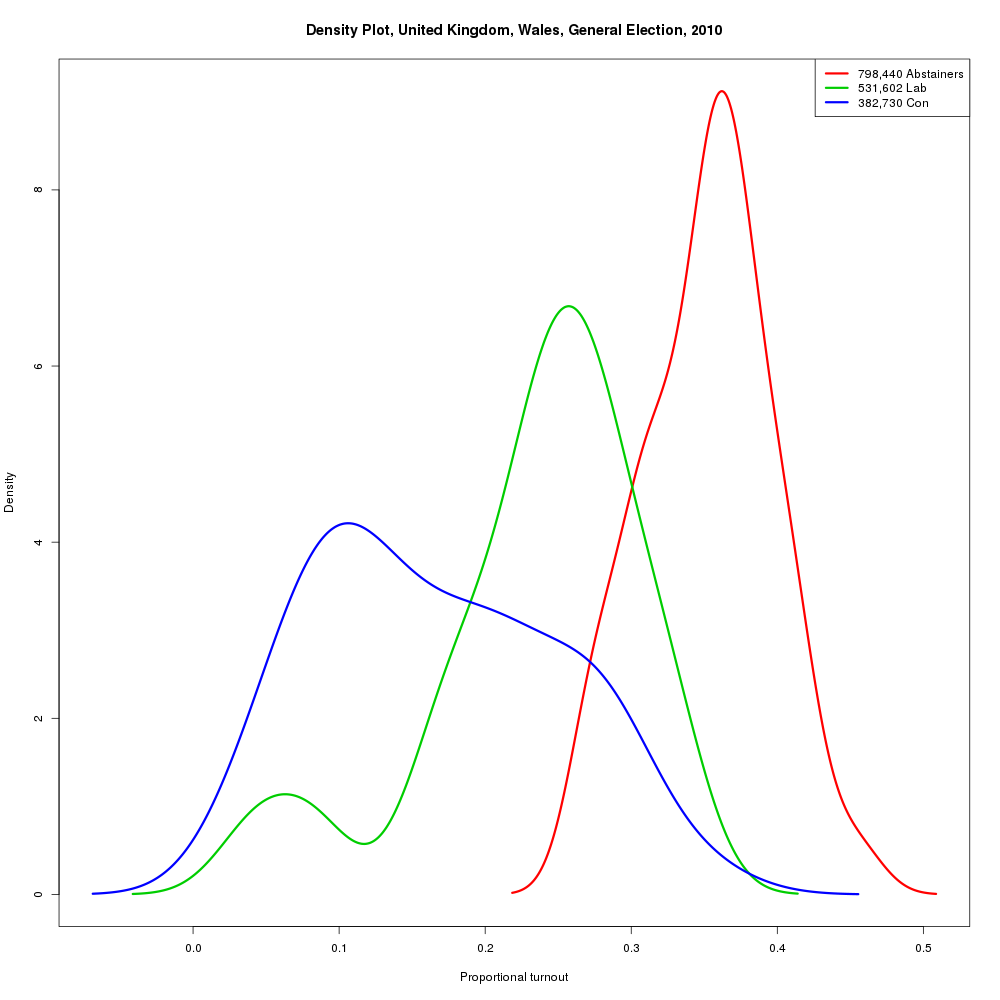 Density Plot, United Kingdom, Wales, General Election, 2010
798,440 Abstainers
531,602 Lab
382,730 Con
Density
8
6
4
2
0
0.0 0.1 0.2 0.3 0.4 0.5
Proportional turnout